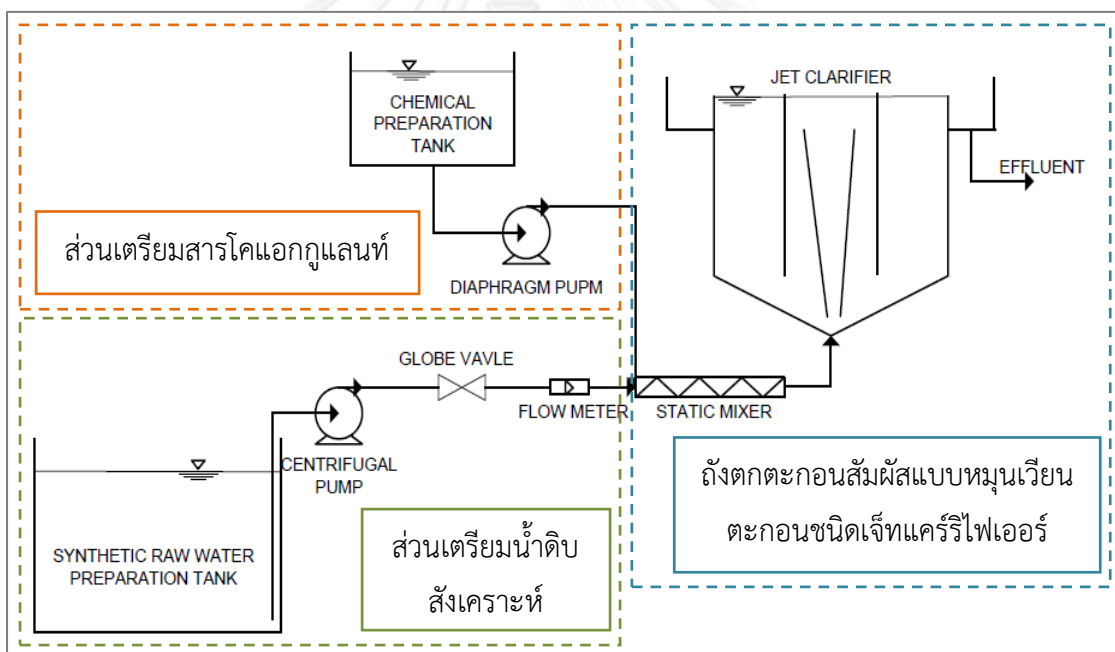 CHEMICAL
PREPARATION
TANK
ส่วนเตรียมสารโคแอกกูแลนท์
DIAPHRAGM PUPM
JET CLARIFIER
EFFLUENT
GLOBE VAVLE
FLOW METER
STATIC MIXER
CENTRIFUGAL
PUMP
SYNTHETIC RAW WATER
PREPARATION TANK
ส่วนเตรียมน้ำดิบ
สังเคราะห์
ถังตกตะกอนสัมผัสแบบหมุนเวียน
ตะกอนชนิดเจ็ทแคร์ริไฟเออร์